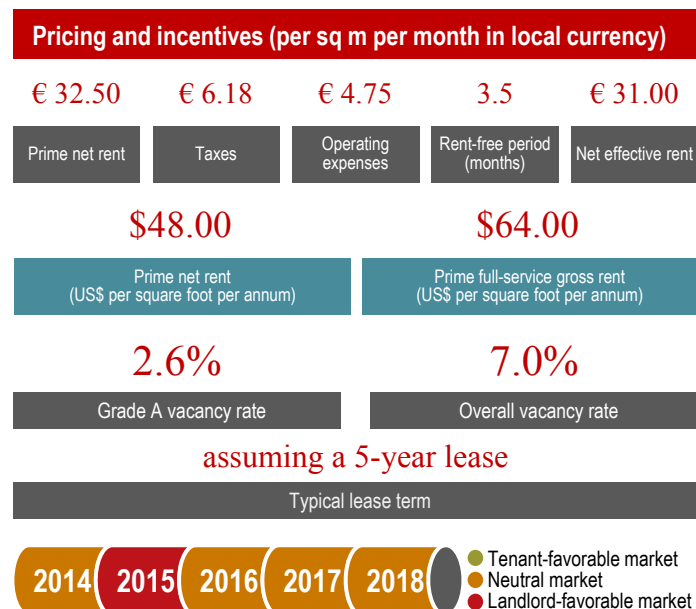 Pricing and incentives (per sq m per month in local currency)
€ 32.50 € 6.18 € 4.75 3.5 € 31.00
Prime net rent Taxes Operating expenses Rent-free period (months) Net effective rent
$48.00 $64.00
Prime net rent Prime full-service gross rent
(US$ per square foot per annum) (US$ per square foot per annum)
2.6% 7.0%
Grade A vacancy rate Overall vacancy rate
assuming a 5-year lease
Typical lease term
2014 2015 2016 2017 2018
Tenant-favorable market
Neutral market
Landlord-favorable market